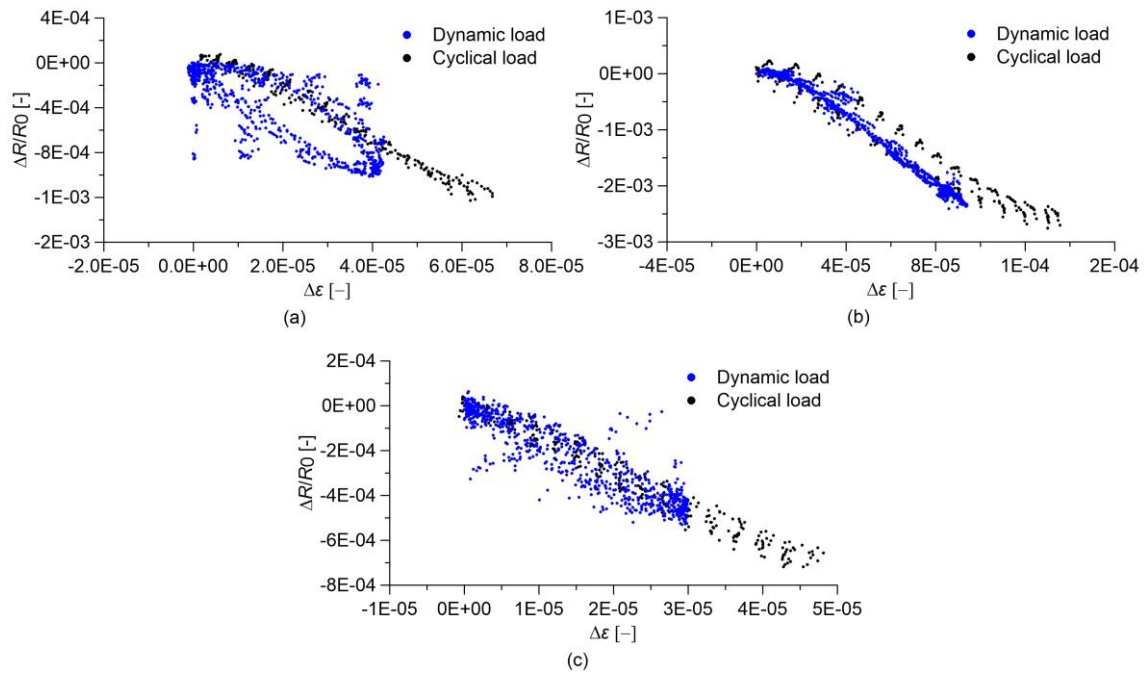 4E-04
0E+00
-4E-04
-8E-04
-1E-03
-2E-03
ΔR/R0 [-]
Dynamic load
Cyclical load
-2.0E-05 0.0E+00 2.0E-05 4.0E-05 6.0E-05 8.0E-05
Δε [–]
(a)
1E-03
0E+00
-1E-03
-2E-03
-3E-03
ΔR/R0 [-]
Dynamic load
Cyclical load
-4E-05 0E+00 4E-05 8E-05 1E-04 2E-04
Δε [–]
(b)
2E-04
0E+00
-2E-04
-4E-04
-6E-04
-8E-04
ΔR/R0 [-]
Dynamic load
Cyclical load
-1E-05 0E+00 1E-05 2E-05 3E-05 4E-05 5E-05
Δε [–]
(c)